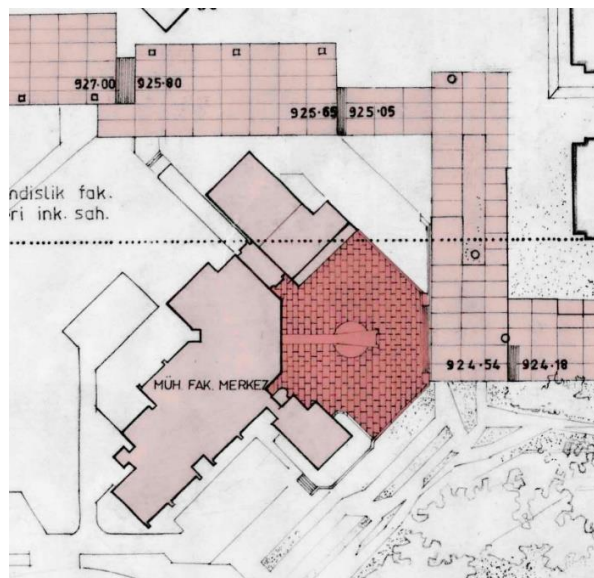 927.00 925.80
925.65 925.05
ndislik fak.
ri ink. sah.
MÜH. FAK. MERKEZ
924.54 924.18